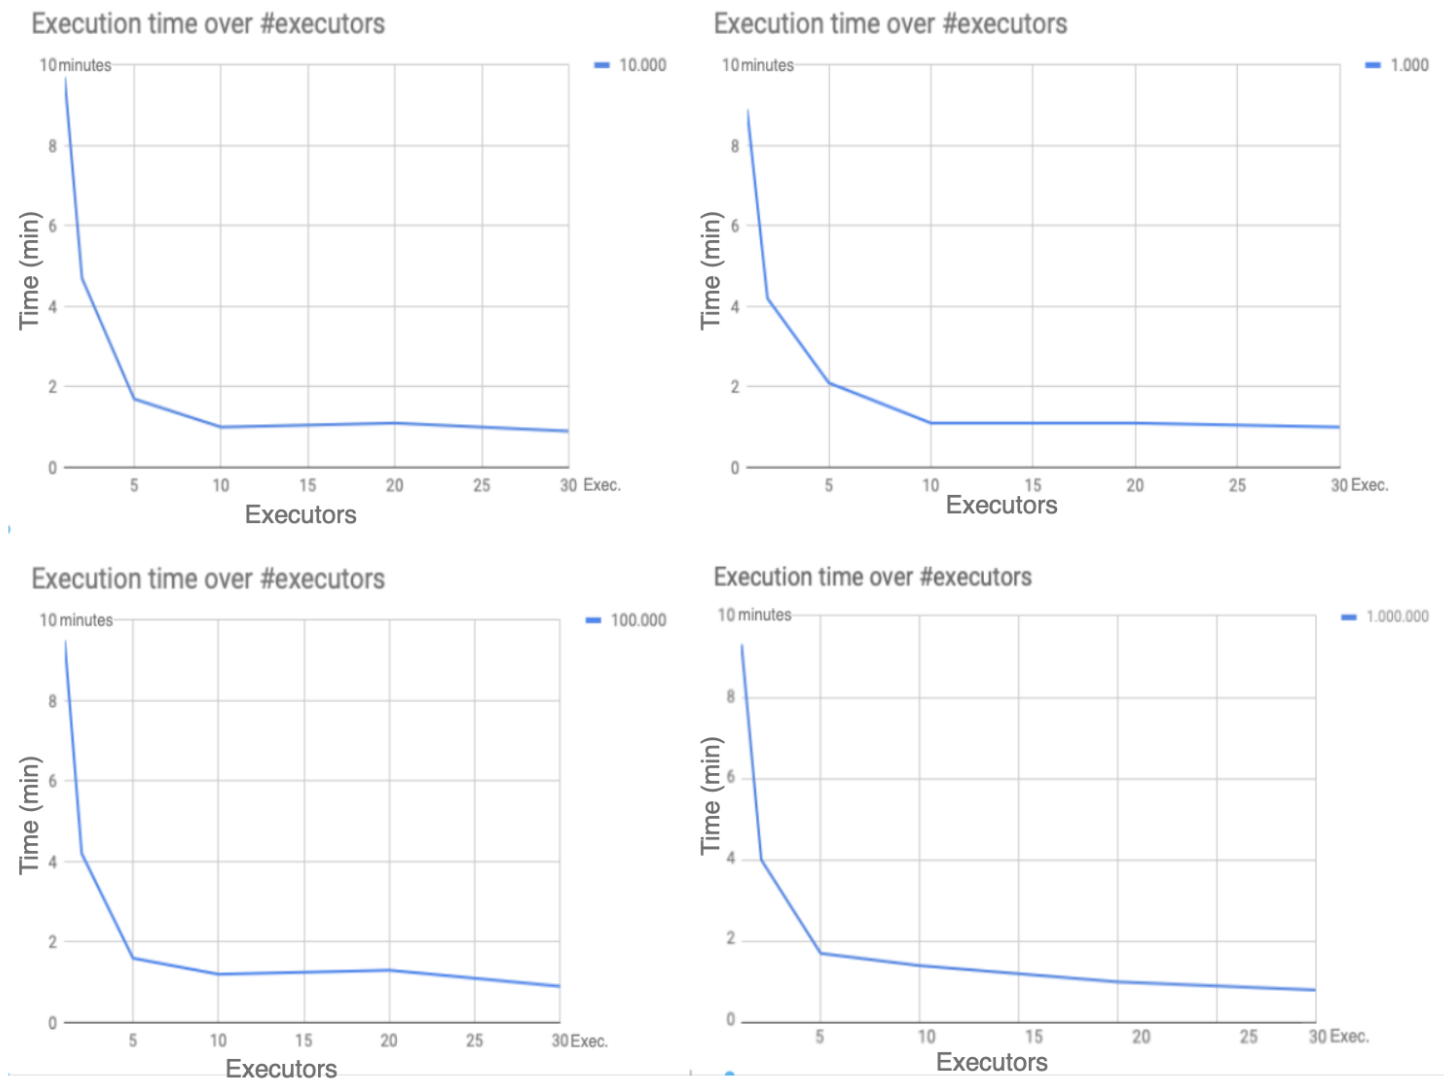 Execution time over #executors
10 minutes
10.000
8
6
4
2
0
Time (min)
5 10 15 20 25 30 Exec.
Executors
Execution time over #executors
10 minutes
1.000
8
6
4
2
0
Time (min)
5 10 15 20 25 30 Exec.
Executors
Execution time over #executors
10 minutes
100.000
8
6
4
2
0
Time (min)
5 10 15 20 25 30 Exec.
Executors
Execution time over #executors
10 minutes
1.000.000
8
6
4
2
0
Time (min)
5 10 15 20 25 30 Exec.
Executors